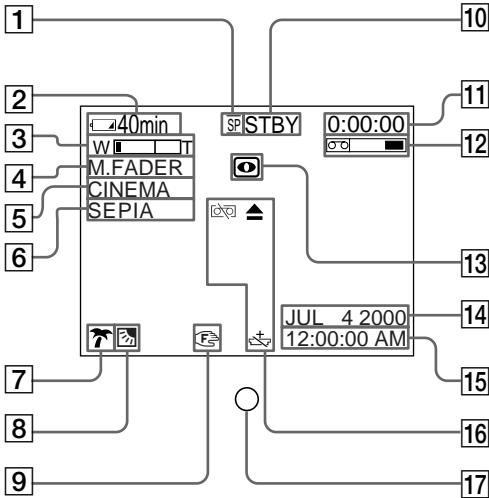 1
10
2
40min
SP STBY
0:00:00
11
3
W T
12
4
M.FADER
5
CINEMA
6
SEPIA
13
JUL 4 2000
14
12:00:00 AM
15
7
8
F
9
16
17